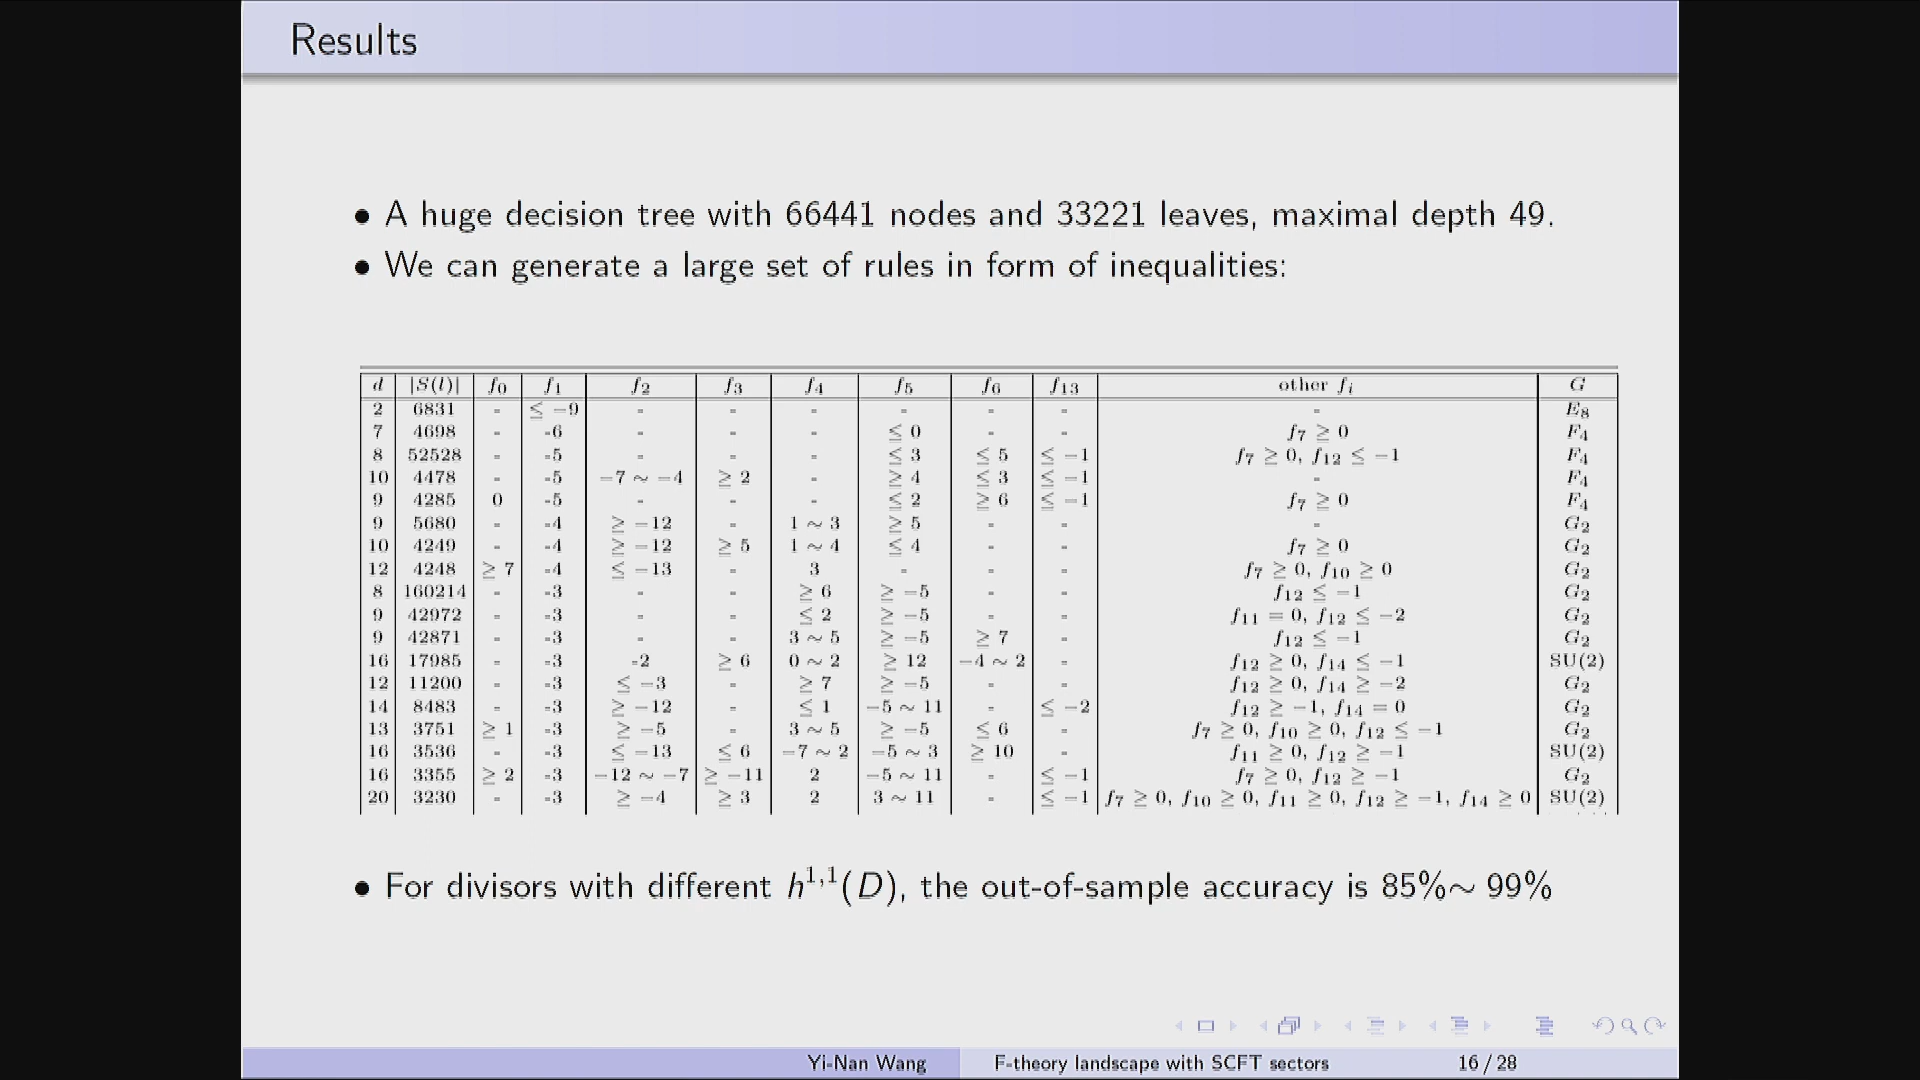 Results
• A huge decision tree with 66441 nodes and 33221 leaves, maximal depth 49.
• We can generate a large set of rules in form of inequalities:
d |S(l)| f₀ f₁ f₂ f₃ f₄ f₅ f₆ f₁₃ other fᵢ G
2 6831 - ≤ −9 - - - - - - - E₈
7 4698 - -6 - - - ≤ 0 - - f₇ ≥ 0 F₄
8 52528 - -5 - - - ≤ 3 ≤ 5 ≤ −1 f₇ ≥ 0, f₁₂ ≤ −1 F₄
10 4478 - -5 −7 ∼ −4 ≥ 2 - ≥ 4 ≤ 3 ≤ −1 - F₄
9 4285 0 -5 - - - ≤ 2 ≥ 6 ≤ −1 f₇ ≥ 0 F₄
9 5680 - -4 ≥ −12 - 1 ∼ 3 ≥ 5 - - - G₂
10 4249 - -4 ≥ −12 ≥ 5 1 ∼ 4 ≤ 4 - - f₇ ≥ 0 G₂
12 4248 ≥ 7 -4 ≤ −13 - 3 - - - f₇ ≥ 0, f₁₀ ≥ 0 G₂
8 160214 - -3 - - ≥ 6 ≥ −5 - - f₁₂ ≤ −1 G₂
9 42972 - -3 - - ≤ 2 ≥ −5 - - f₁₁ = 0, f₁₂ ≤ −2 G₂
9 42871 - -3 - - 3 ∼ 5 ≥ −5 ≥ 7 - f₁₂ ≤ −1 G₂
16 17985 - -3 -2 ≥ 6 0 ∼ 2 ≥ 12 −4 ∼ 2 - f₁₂ ≥ 0, f₁₄ ≤ −1 SU(2)
12 11200 - -3 ≤ −3 - ≥ 7 ≥ −5 - - f₁₂ ≥ 0, f₁₄ ≥ −2 G₂
14 8483 - -3 ≥ −12 - ≤ 1 −5 ∼ 11 - ≤ −2 f₁₂ ≥ −1, f₁₄ = 0 G₂
13 3751 ≥ 1 -3 ≥ −5 - 3 ∼ 5 ≥ −5 ≤ 6 - f₇ ≥ 0, f₁₀ ≥ 0, f₁₂ ≤ −1 G₂
16 3536 - -3 ≤ −13 ≤ 6 −7 ∼ 2 −5 ∼ 3 ≥ 10 - f₁₁ ≥ 0, f₁₂ ≥ −1 SU(2)
16 3355 ≥ 2 -3 −12 ∼ −7 ≥ −11 2 −5 ∼ 11 - ≤ −1 f₇ ≥ 0, f₁₂ ≥ −1 G₂
20 3230 - -3 ≥ −4 ≥ 3 2 3 ∼ 11 - ≤ −1 f₇ ≥ 0, f₁₀ ≥ 0, f₁₁ ≥ 0, f₁₂ ≥ −1, f₁₄ ≥ 0 SU(2)
• For divisors with different h¹·¹(D), the out-of-sample accuracy is 85%∼ 99%
Yi-Nan Wang F-theory landscape with SCFT sectors 16 / 28